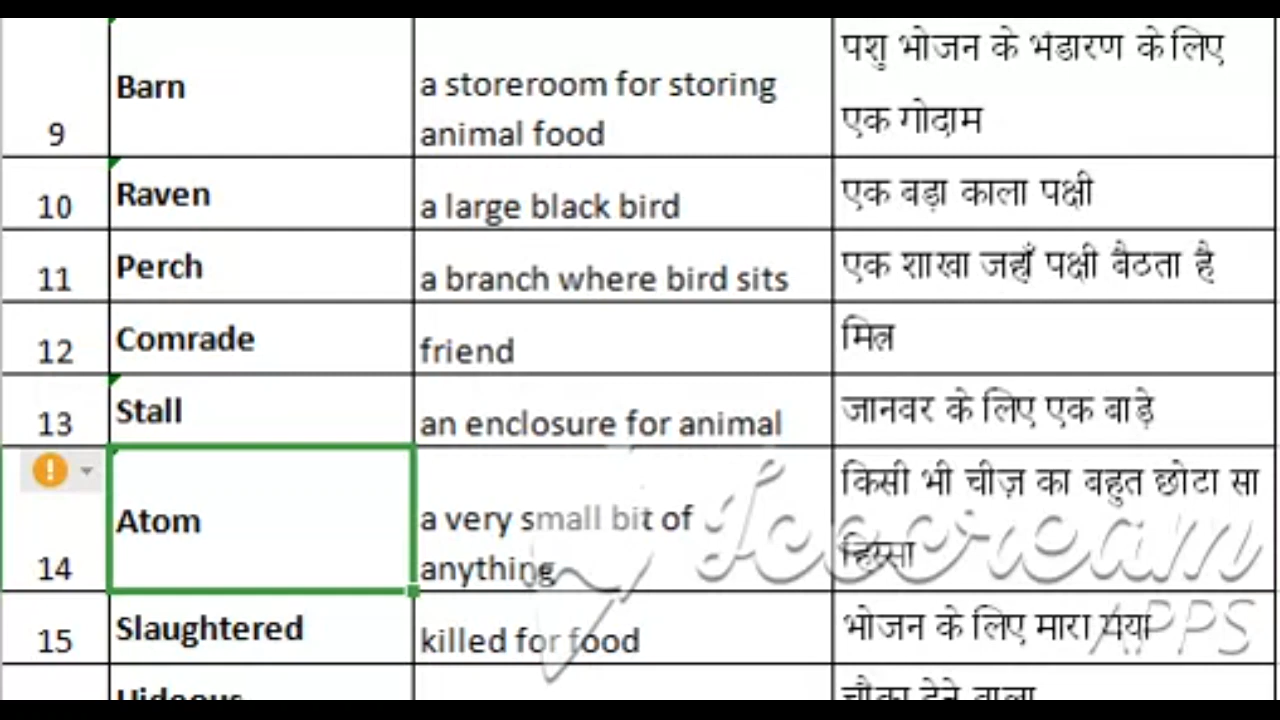 पशु भोजन के भंडारण के लिए
Barn
a storeroom for storing
एक गोदाम
9
animal food
Raven
एक बड़ा काला पक्षी
10
a large black bird
Perch
एक शाखा जहाँ पक्षी बैठता है
11
a branch where bird sits
Comrade
मित्र
12
friend
Stall
जानवर के लिए एक बाड़े
13
an enclosure for animal
किसी भी चीज़ का बहुत छोटा सा
Atom
a very small bit of
हिस्सा
14
anything
Slaughtered
भोजन के लिए मारा गया
15
killed for food
Icecream
APPS
Hideous
चौंका देने वाला